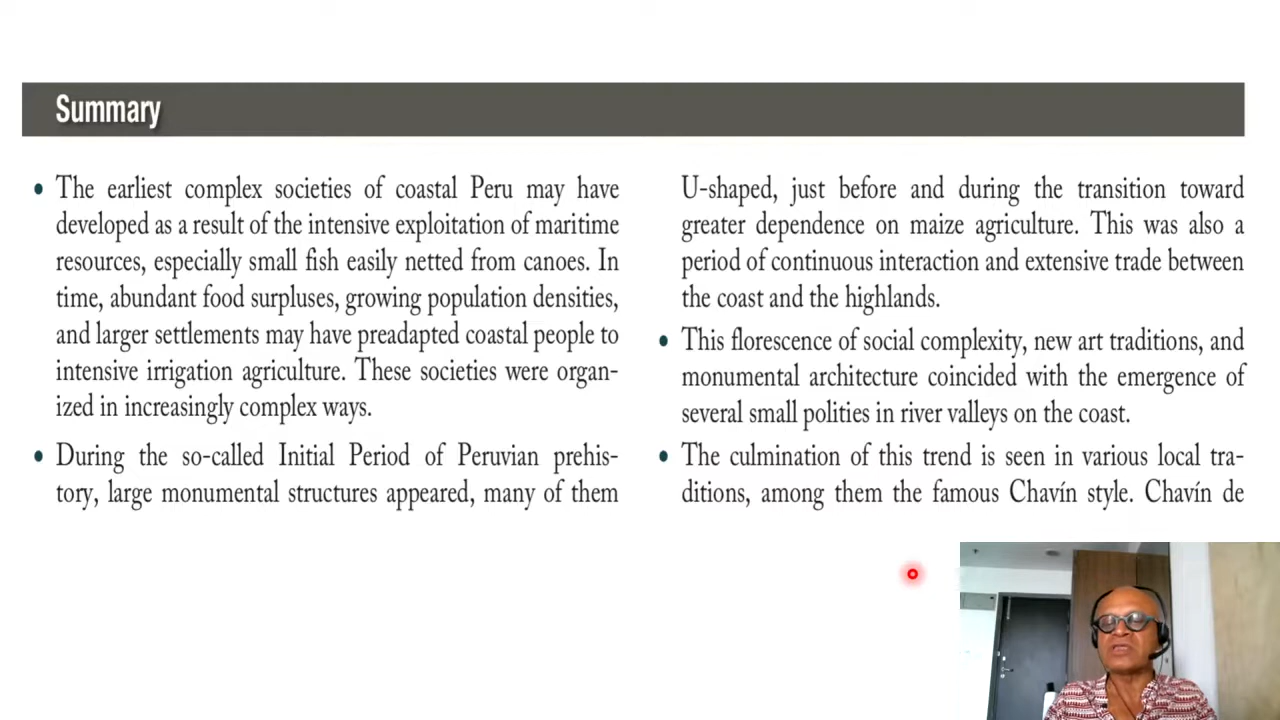 Summary
• The earliest complex societies of coastal Peru may have
developed as a result of the intensive exploitation of maritime
resources, especially small fish easily netted from canoes. In
time, abundant food surpluses, growing population densities,
and larger settlements may have preadapted coastal people to
intensive irrigation agriculture. These societies were organ-
ized in increasingly complex ways.
• During the so-called Initial Period of Peruvian prehis-
tory, large monumental structures appeared, many of them
U-shaped, just before and during the transition toward
greater dependence on maize agriculture. This was also a
period of continuous interaction and extensive trade between
the coast and the highlands.
• This florescence of social complexity, new art traditions, and
monumental architecture coincided with the emergence of
several small polities in river valleys on the coast.
• The culmination of this trend is seen in various local tra-
ditions, among them the famous Chavín style. Chavín de